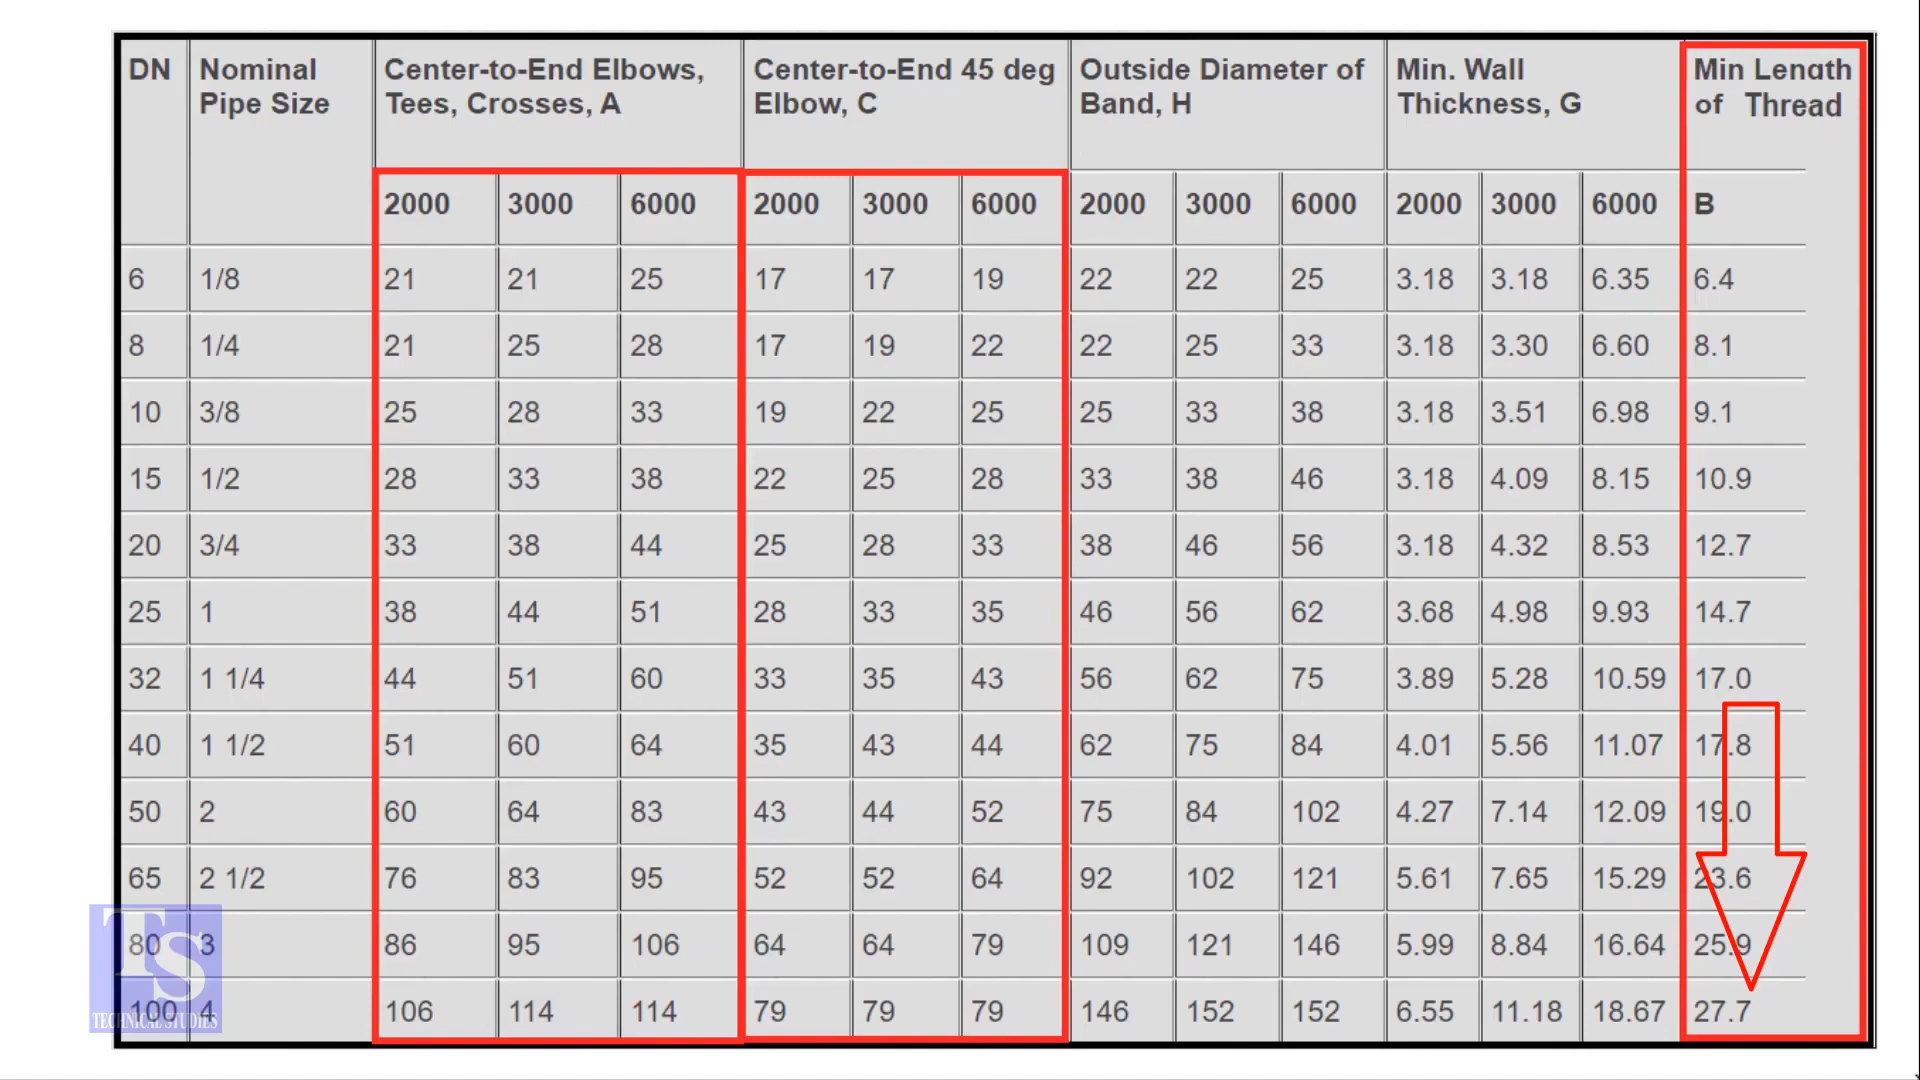 DN Nominal Pipe Size Center-to-End Elbows, Tees, Crosses, A Center-to-End 45 deg Elbow, C Outside Diameter of Band, H Min. Wall Thickness, G Min Length of Thread
2000 3000 6000 2000 3000 6000 2000 3000 6000 2000 3000 6000 B
6 1/8 21 21 25 17 17 19 22 22 25 3.18 3.18 6.35 6.4
8 1/4 21 25 28 17 19 22 22 25 33 3.18 3.30 6.60 8.1
10 3/8 25 28 33 19 22 25 25 33 38 3.18 3.51 6.98 9.1
15 1/2 28 33 38 22 25 28 33 38 46 3.18 4.09 8.15 10.9
20 3/4 33 38 44 25 28 33 38 46 56 3.18 4.32 8.53 12.7
25 1 38 44 51 28 33 35 46 56 62 3.68 4.98 9.93 14.7
32 1 1/4 44 51 60 33 35 43 56 62 75 3.89 5.28 10.59 17.0
40 1 1/2 51 60 64 35 43 44 62 75 84 4.01 5.56 11.07 17.8
50 2 60 64 83 43 44 52 75 84 102 4.27 7.14 12.09 19.0
65 2 1/2 76 83 95 52 52 64 92 102 121 5.61 7.65 15.29 23.6
80 3 86 95 106 64 64 79 109 121 146 5.99 8.84 16.64 25.9
100 4 106 114 114 79 79 79 146 152 152 6.55 11.18 18.67 27.7
TS
TECHNICAL STUDIES